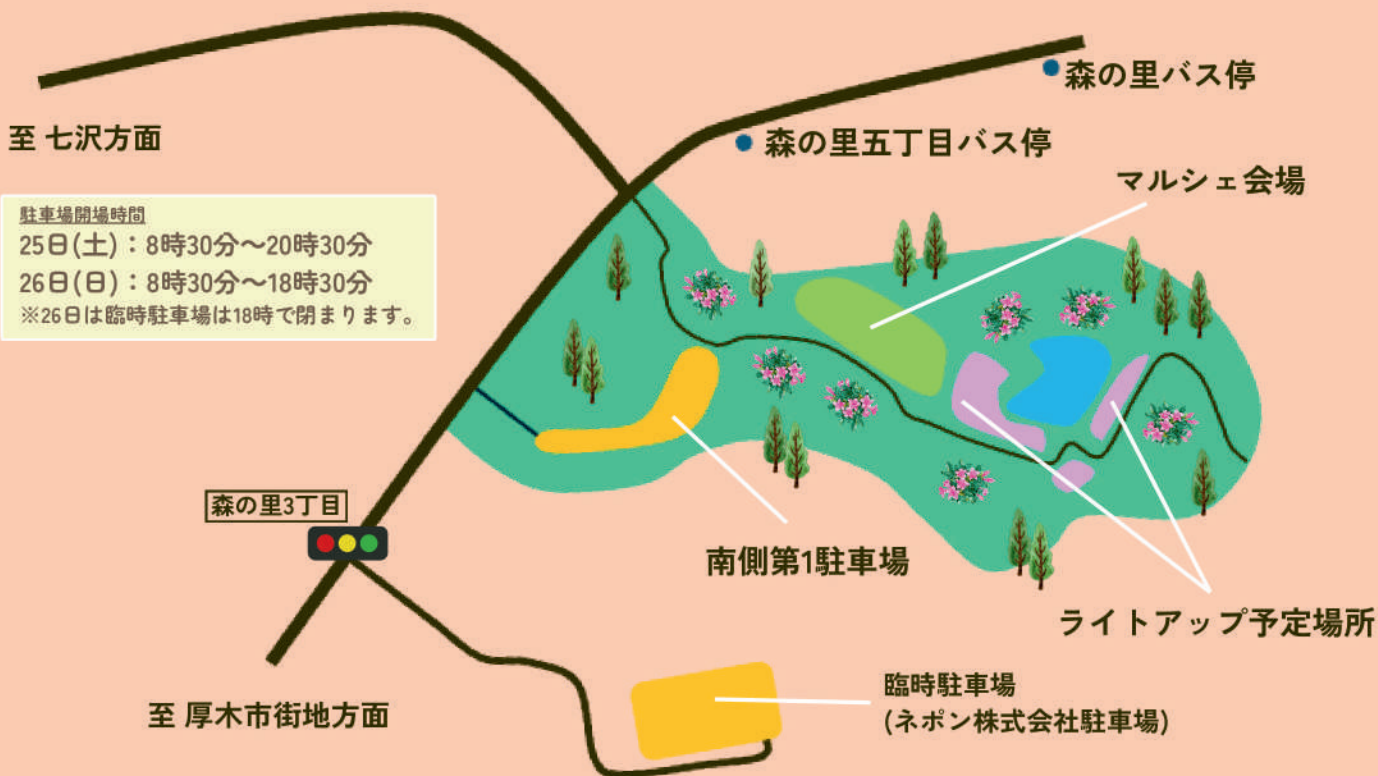 森の里バス停
至 七沢方面
森の里五丁目バス停
マルシェ会場
駐車場開場時間
25日(土)：8時30分～20時30分
26日(日)：8時30分～18時30分
※26日は臨時駐車場は18時で閉まります。
森の里3丁目
南側第1駐車場
ライトアップ予定場所
臨時駐車場
(ネポン株式会社駐車場)
至 厚木市街地方面